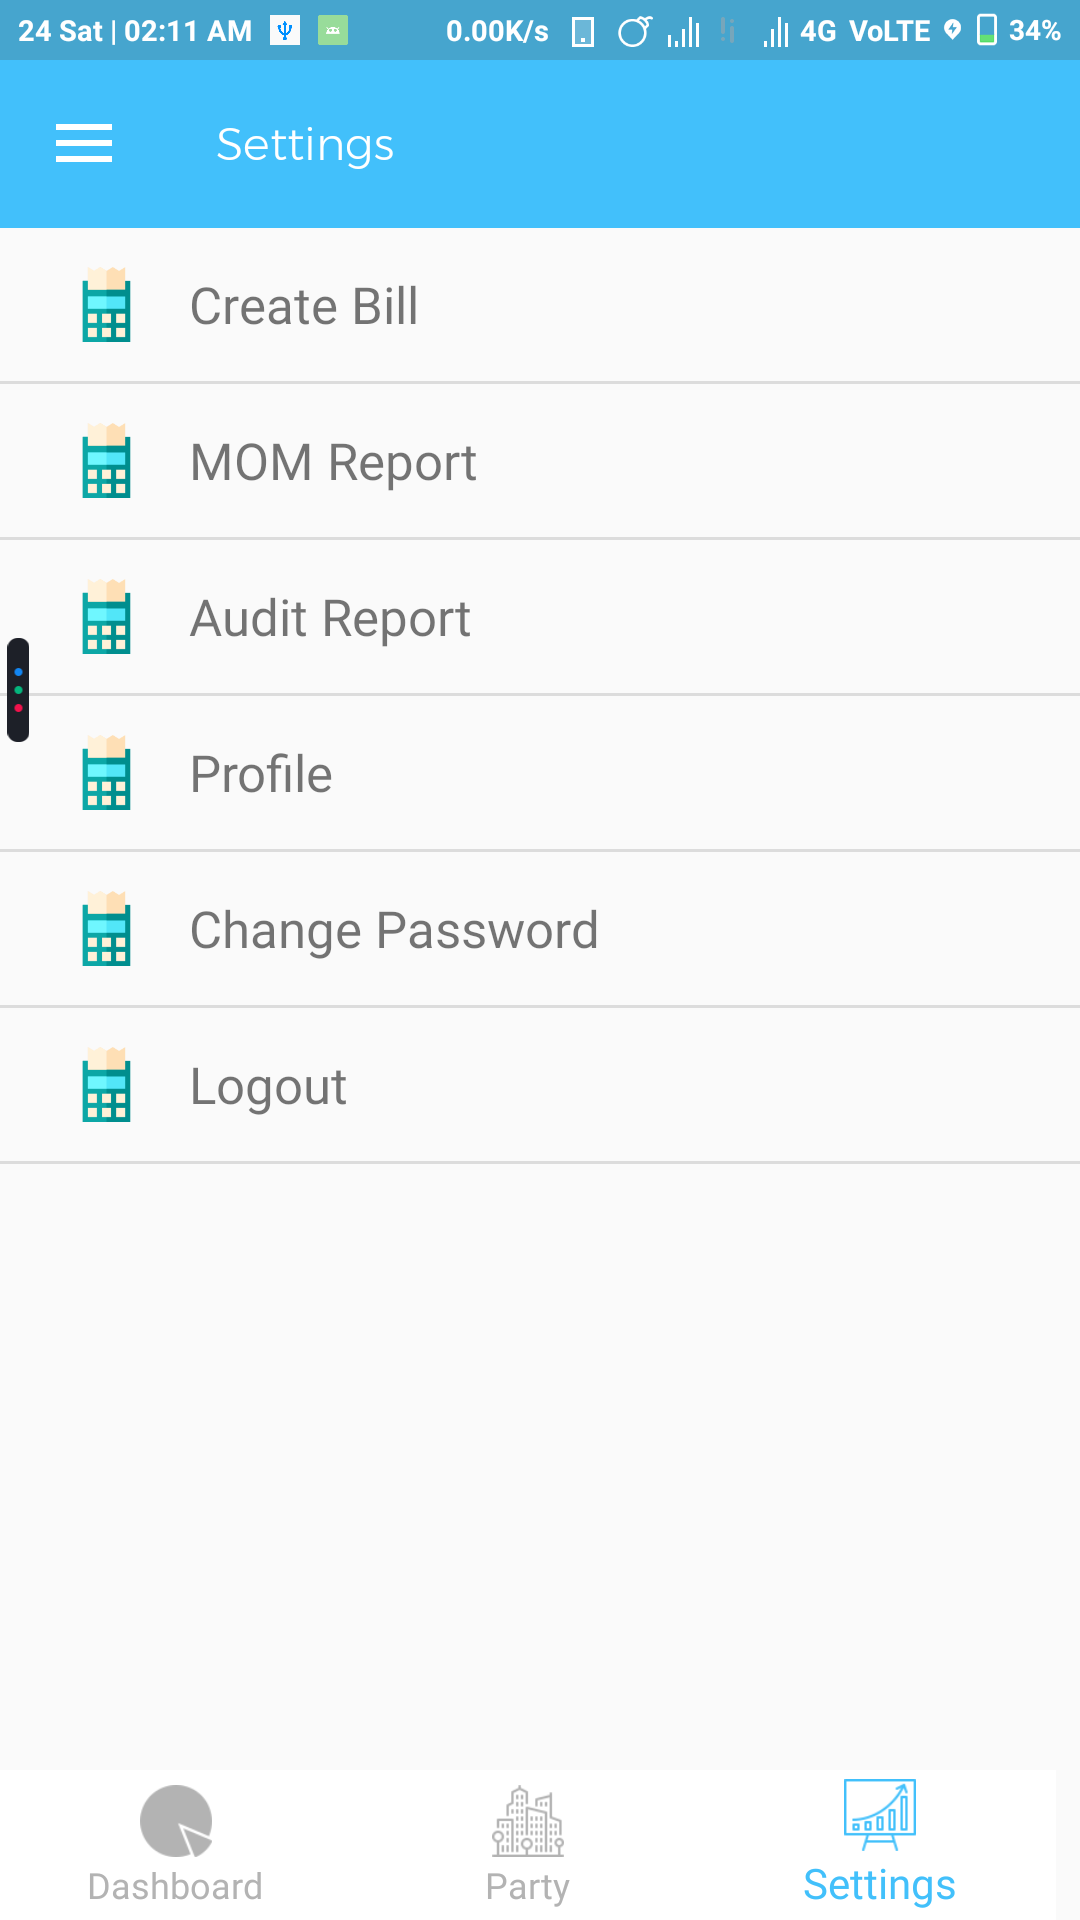 24 Sat | 02:11 AM 0.00K/s 4G VoLTE 34%
Settings
Create Bill
MOM Report
Audit Report
Profile
Change Password
Logout
Dashboard Party Settings